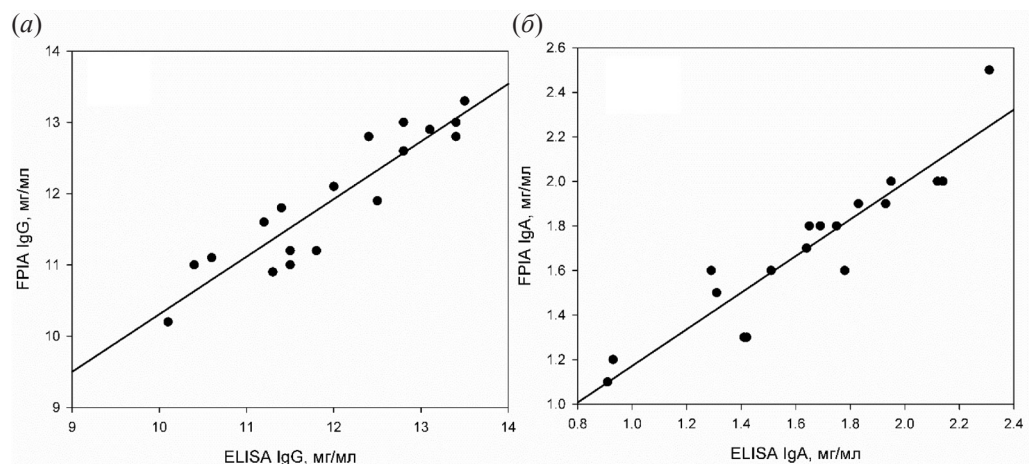 (а)
14
13
12
11
10
9
FPIA IgG, мг/мл
9 10 11 12 13 14
ELISA IgG, мг/мл
(б)
2.6
2.4
2.2
2.0
1.8
1.6
1.4
1.2
1.0
FPIA IgA, мг/мл
0.8 1.0 1.2 1.4 1.6 1.8 2.0 2.2 2.4
ELISA IgA, мг/мл